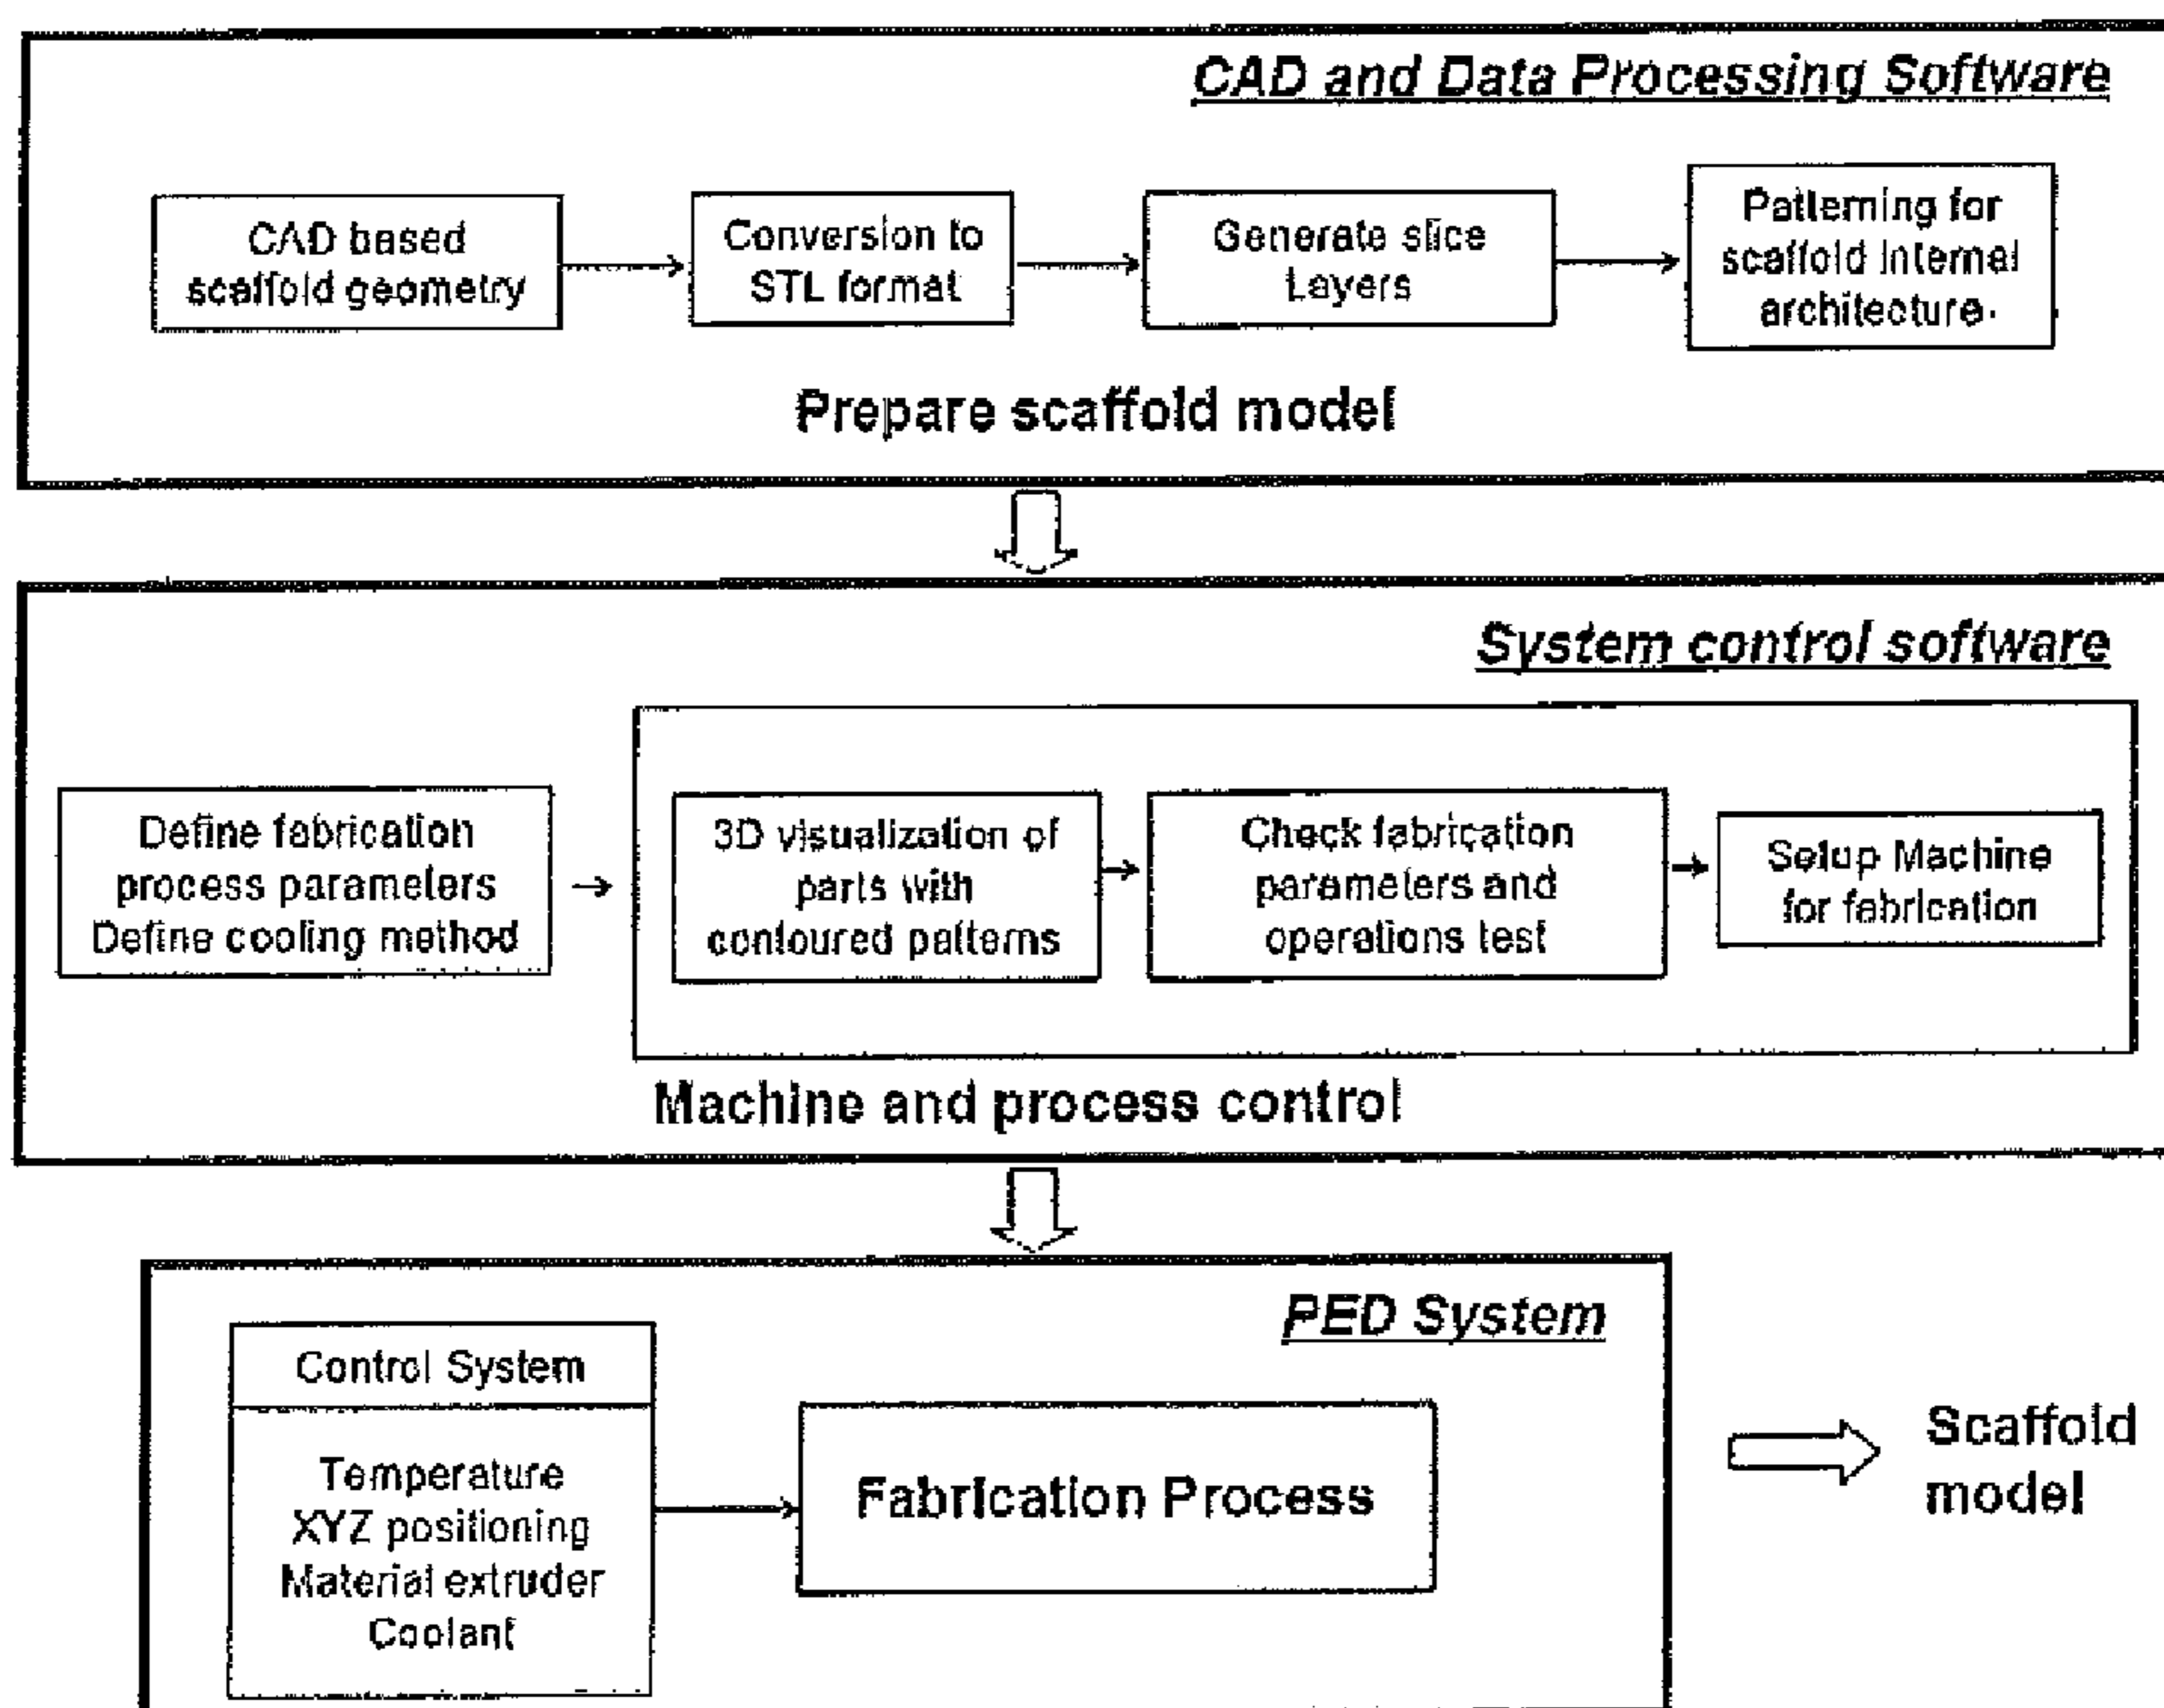 CAD and Data Processing Software
CAD based
scaffold geometry
Conversion to
STL format
Generate slice
Layers
Patterning for
scaffold internal
architecture.
Prepare scaffold model
System control software
Define fabrication
process parameters
Define cooling method
3D visualization of
parts with
contoured patterns
Check fabrication
parameters and
operations test
Setup Machine
for fabrication
Machine and process control
PED System
Control System
Temperature
XYZ positioning
Material extruder
Coolant
Fabrication Process
Scaffold
model